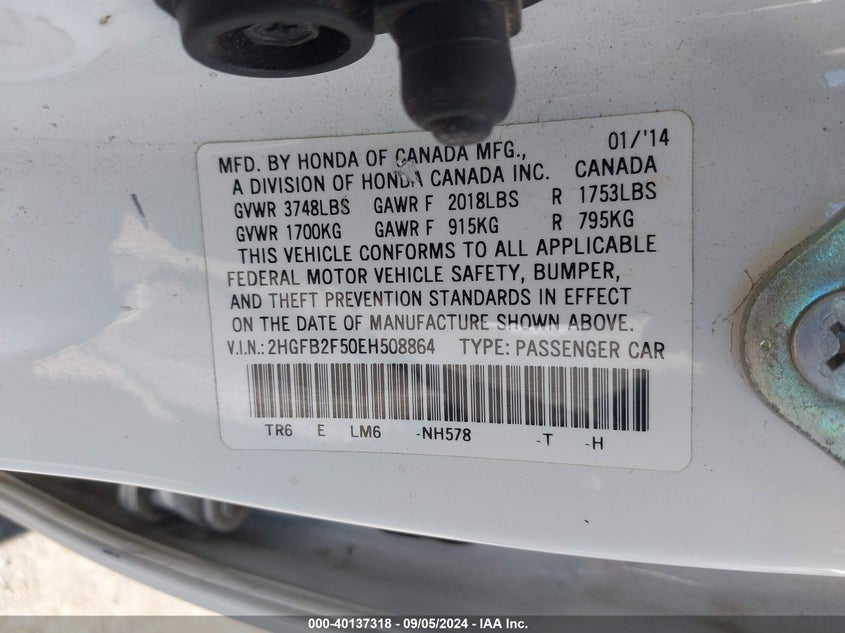 MFD. BY HONDA OF CANADA MFG., 01/'14
A DIVISION OF HONDA CANADA INC. CANADA
GVWR 3748LBS GAWR F 2018LBS R 1753LBS
GVWR 1700KG GAWR F 915KG R 795KG
THIS VEHICLE CONFORMS TO ALL APPLICABLE
FEDERAL MOTOR VEHICLE SAFETY, BUMPER,
AND THEFT PREVENTION STANDARDS IN EFFECT
ON THE DATE OF MANUFACTURE SHOWN ABOVE.
V.I.N.: 2HGFB2F50EH508864 TYPE: PASSENGER CAR
TR6 E LM6 -NH578 -T -H
000-40137318 - 09/05/2024 - IAA Inc.